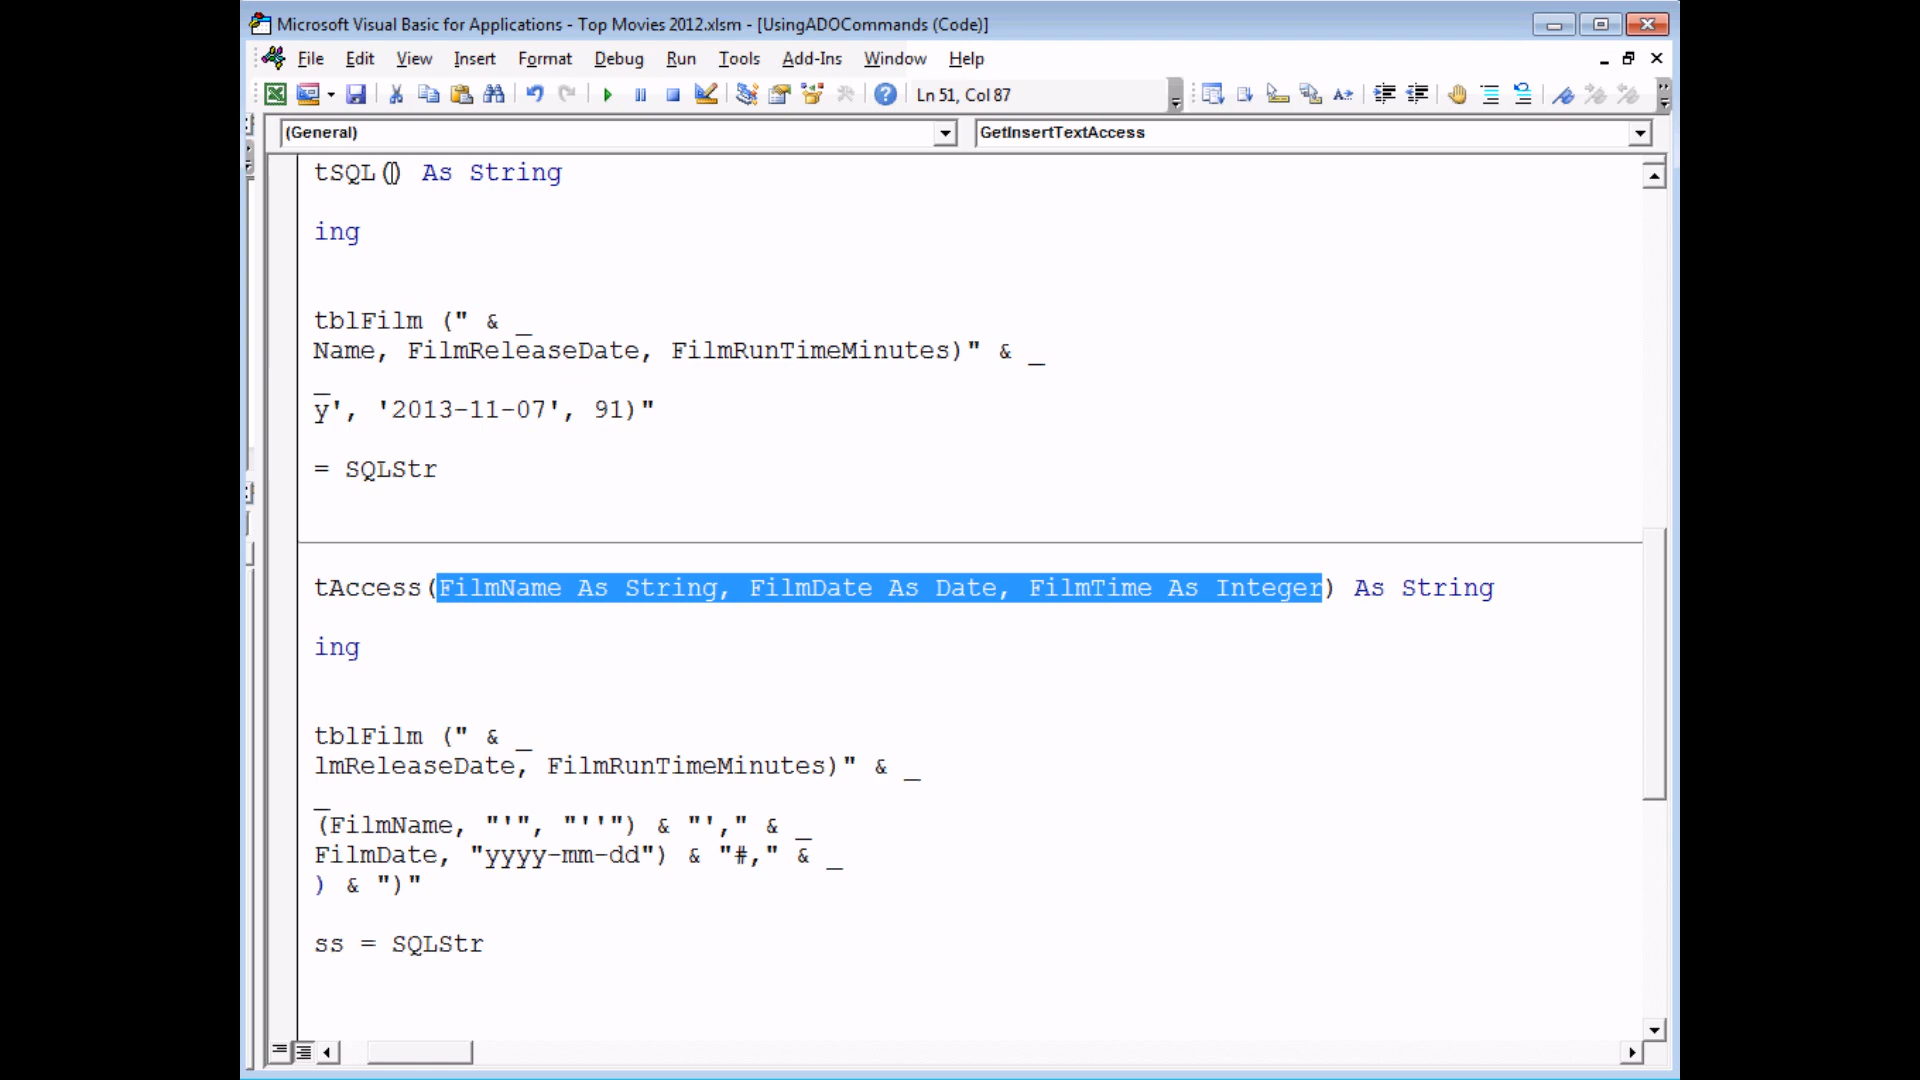 Microsoft Visual Basic for Applications - Top Movies 2012.xlsm - [UsingADOCommands (Code)]
File Edit View Insert Format Debug Run Tools Add-Ins Window Help
Ln 51, Col 87
(General) GetInsertTextAccess
tSQL() As String
ing
tblFilm (" & _
Name, FilmReleaseDate, FilmRunTimeMinutes)" & _
_
y', '2013-11-07', 91)"
= SQLStr
tAccess(FilmName As String, FilmDate As Date, FilmTime As Integer) As String
ing
tblFilm (" & _
lmReleaseDate, FilmRunTimeMinutes)" & _
_
(FilmName, "'", "''") & "'," & _
FilmDate, "yyyy-mm-dd") & "#," & _
) & ")"
ss = SQLStr